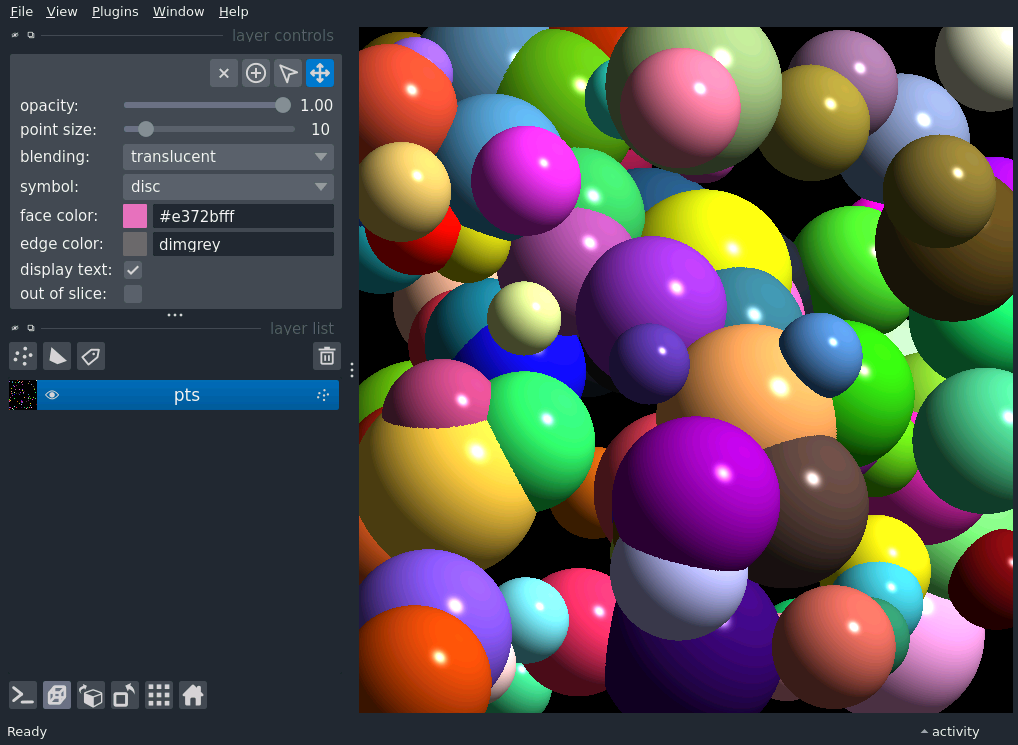 File View Plugins Window Help
layer controls
opacity: 1.00
point size: 10
blending: translucent
symbol: disc
face color: #e372bfff
edge color: dimgrey
display text:
out of slice:
layer list
pts
Ready
activity